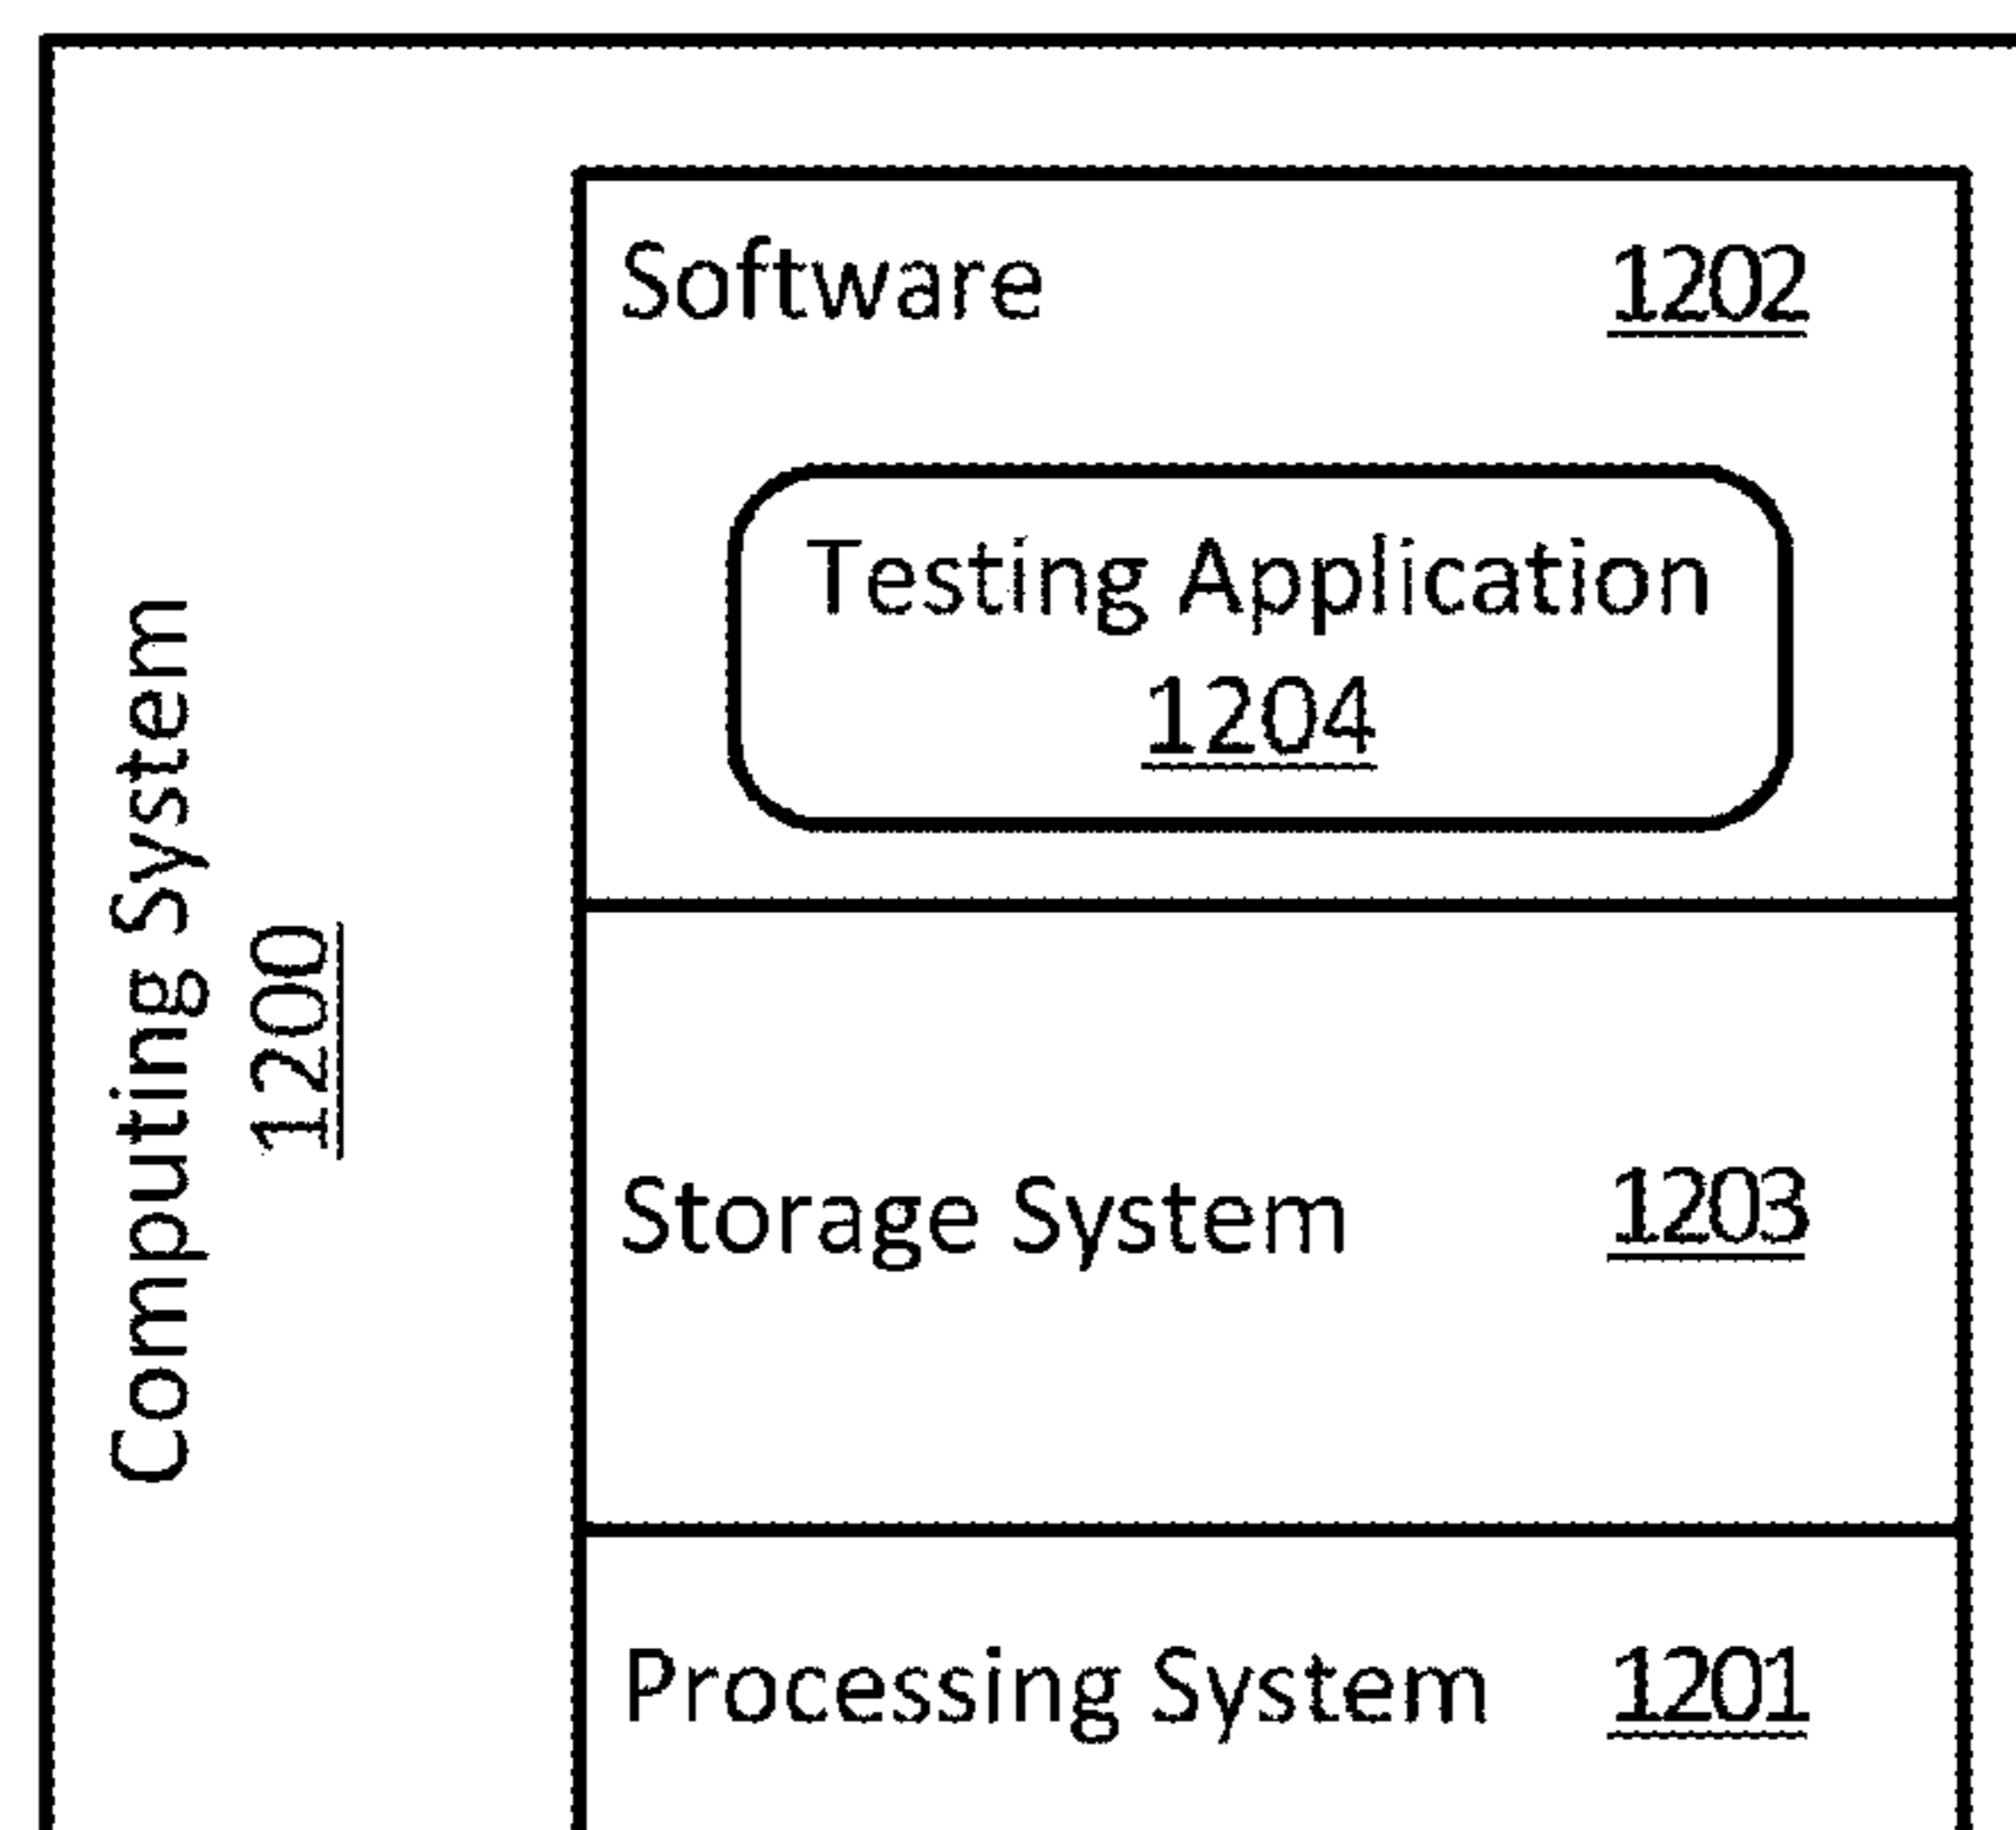 Computing System
1200
Software 1202
Testing Application
1204
Storage System 1203
Processing System 1201